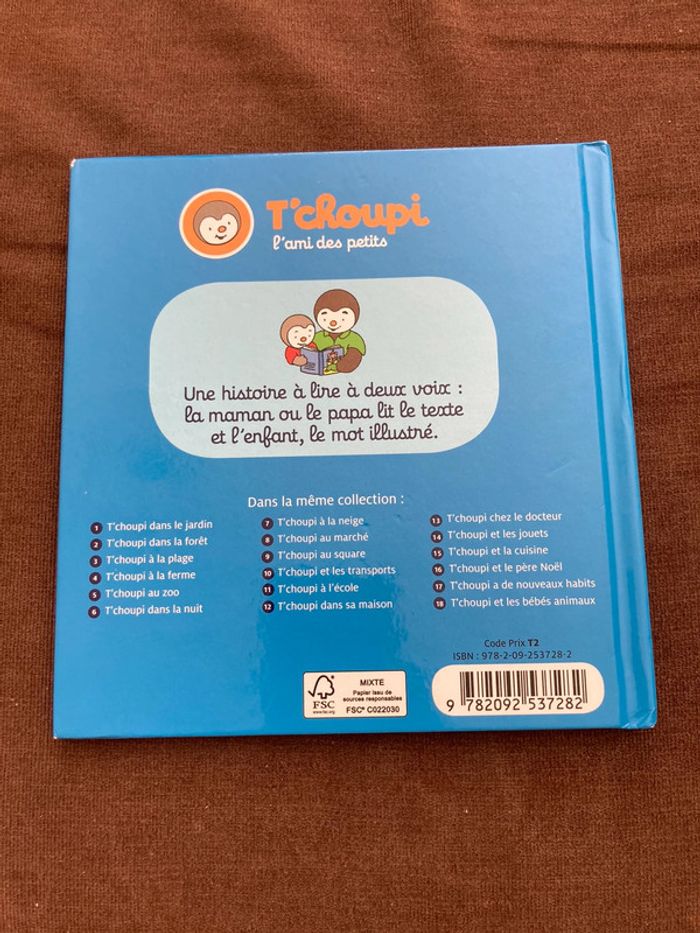 T'choupi
l'ami des petits
Une histoire à lire à deux voix :
la maman ou le papa lit le texte
et l'enfant, le mot illustré.
Dans la même collection :
1 T'choupi dans le jardin
2 T'choupi dans la forêt
3 T'choupi à la plage
4 T'choupi à la ferme
5 T'choupi au zoo
6 T'choupi dans la nuit
7 T'choupi à la neige
8 T'choupi au marché
9 T'choupi au square
10 T'choupi et les transports
11 T'choupi à l'école
12 T'choupi dans sa maison
13 T'choupi chez le docteur
14 T'choupi et les jouets
15 T'choupi et la cuisine
16 T'choupi et le père Noël
17 T'choupi a de nouveaux habits
18 T'choupi et les bébés animaux
Code Prix T2
ISBN : 978-2-09-253728-2
FSC
www.fsc.org
MIXTE
Papier issu de
sources responsables
FSC® C022030
9 782092 537282